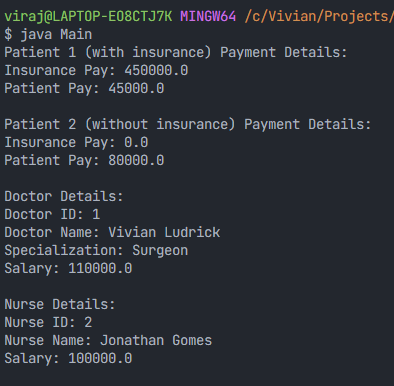 viraj@LAPTOP-EO8CTJ7K MINGW64 /c/Vivian/Projects/
$ java Main
Patient 1 (with insurance) Payment Details:
Insurance Pay: 450000.0
Patient Pay: 45000.0
Patient 2 (without insurance) Payment Details:
Insurance Pay: 0.0
Patient Pay: 80000.0
Doctor Details:
Doctor ID: 1
Doctor Name: Vivian Ludrick
Specialization: Surgeon
Salary: 110000.0
Nurse Details:
Nurse ID: 2
Nurse Name: Jonathan Gomes
Salary: 100000.0